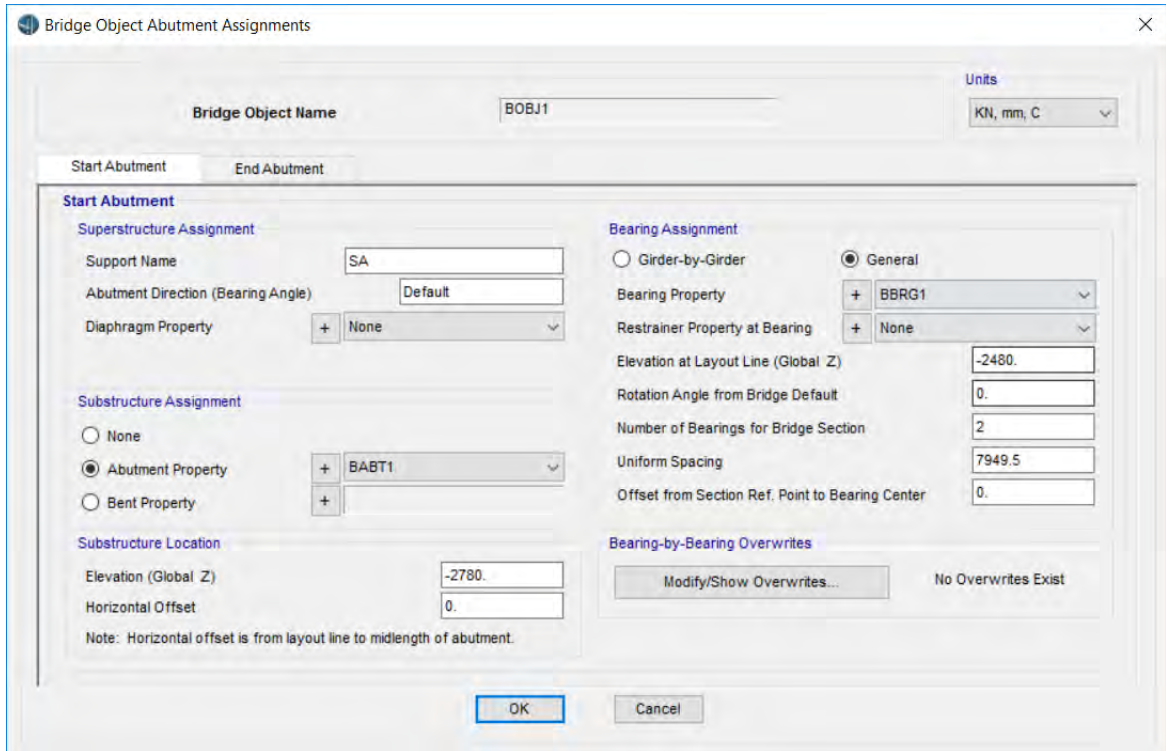 Bridge Object Abutment Assignments
Bridge Object Name
BOBJ1
Units
KN, mm, C
Start Abutment
End Abutment
Start Abutment
Superstructure Assignment
Support Name
SA
Abutment Direction (Bearing Angle)
Default
Diaphragm Property
+
None
Substructure Assignment
None
Abutment Property
+
BABT1
Bent Property
+
Substructure Location
Elevation (Global Z)
-2780.
Horizontal Offset
0.
Note: Horizontal offset is from layout line to midlength of abutment.
Bearing Assignment
Girder-by-Girder
General
Bearing Property
+
BBRG1
Restrainer Property at Bearing
+
None
Elevation at Layout Line (Global Z)
-2480.
Rotation Angle from Bridge Default
0.
Number of Bearings for Bridge Section
2
Uniform Spacing
7949.5
Offset from Section Ref. Point to Bearing Center
0.
Bearing-by-Bearing Overwrites
Modify/Show Overwrites...
No Overwrites Exist
OK
Cancel